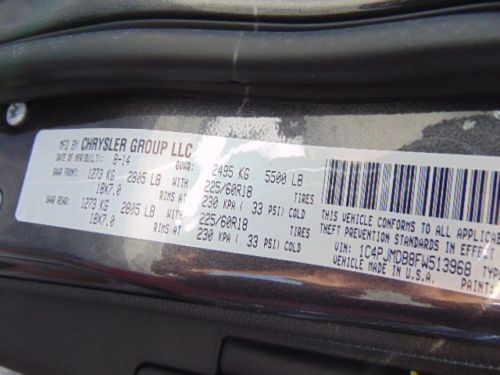 MFD BY CHRYSLER GROUP LLC
DATE OF MFR(BUILT): 8-14 GVWR: 2495 KG 5500 LB
GAWR FRONT: 1273 KG 2805 LB WITH 225/60R18 TIRES
18X7.0 RIMS AT 230 KPA ( 33 PSI) COLD
GAWR REAR: 1273 KG 2805 LB WITH 225/60R18 TIRES
18X7.0 RIMS AT 230 KPA ( 33 PSI) COLD
THIS VEHICLE CONFORMS TO ALL APPLICABL
THEFT PREVENTION STANDARDS IN EFFECT
VIN: 1C4PJMDB8FW513968 TYP
VEHICLE MADE IN U.S.A.